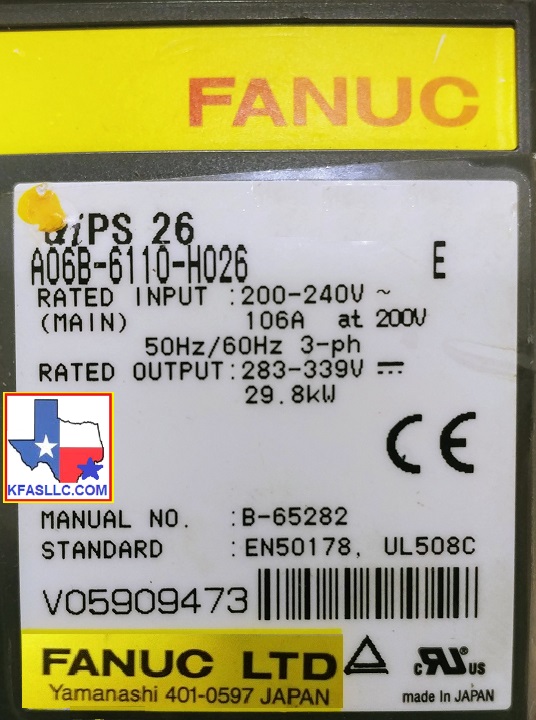 FANUC
αiPS 26
A06B-6110-H026 E
RATED INPUT :200-240V ~
(MAIN) 106A at 200V
50Hz/60Hz 3-ph
RATED OUTPUT:283-339V ⎓
29.8kW
CE
KFASLLC.COM
MANUAL NO. :B-65282
STANDARD :EN50178, UL508C
V05909473
FANUC LTD
Yamanashi 401-0597 JAPAN
c RU® US
made in JAPAN